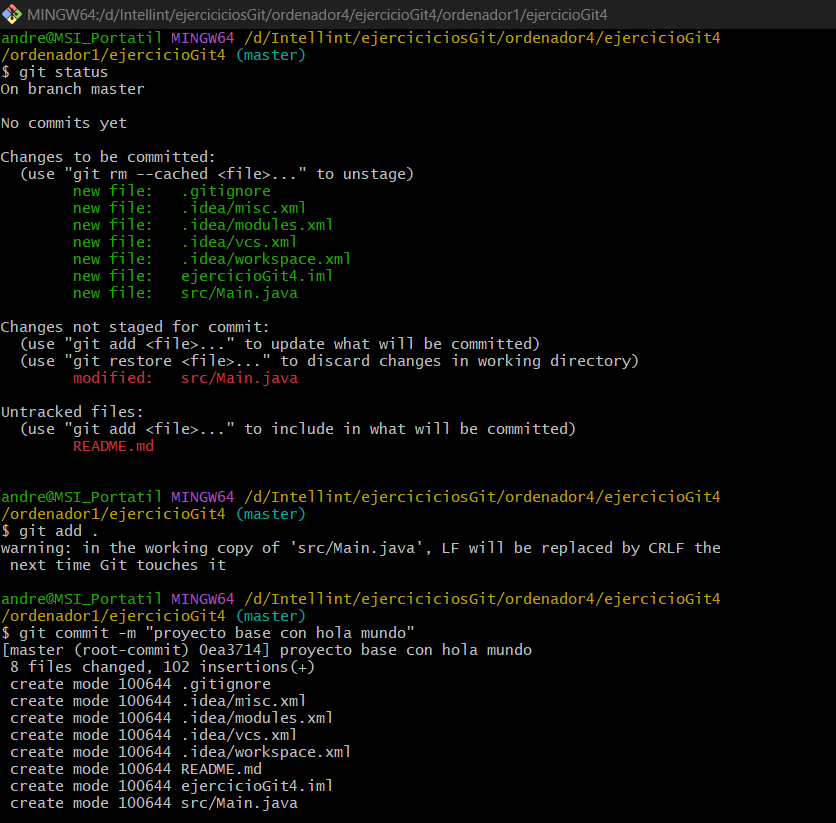 MINGW64:/d/Intellint/ejerciciciosGit/ordenador4/ejercicioGit4/ordenador1/ejercicioGit4
andre@MSI_Portatil MINGW64 /d/Intellint/ejerciciciosGit/ordenador4/ejercicioGit4
/ordenador1/ejercicioGit4 (master)
$ git status
On branch master
No commits yet
Changes to be committed:
  (use "git rm --cached <file>..." to unstage)
        new file:   .gitignore
        new file:   .idea/misc.xml
        new file:   .idea/modules.xml
        new file:   .idea/vcs.xml
        new file:   .idea/workspace.xml
        new file:   ejercicioGit4.iml
        new file:   src/Main.java
Changes not staged for commit:
  (use "git add <file>..." to update what will be committed)
  (use "git restore <file>..." to discard changes in working directory)
        modified:   src/Main.java
Untracked files:
  (use "git add <file>..." to include in what will be committed)
        README.md
andre@MSI_Portatil MINGW64 /d/Intellint/ejerciciciosGit/ordenador4/ejercicioGit4
/ordenador1/ejercicioGit4 (master)
$ git add .
warning: in the working copy of 'src/Main.java', LF will be replaced by CRLF the
 next time Git touches it
andre@MSI_Portatil MINGW64 /d/Intellint/ejerciciciosGit/ordenador4/ejercicioGit4
/ordenador1/ejercicioGit4 (master)
$ git commit -m "proyecto base con hola mundo"
[master (root-commit) 0ea3714] proyecto base con hola mundo
 8 files changed, 102 insertions(+)
 create mode 100644 .gitignore
 create mode 100644 .idea/misc.xml
 create mode 100644 .idea/modules.xml
 create mode 100644 .idea/vcs.xml
 create mode 100644 .idea/workspace.xml
 create mode 100644 README.md
 create mode 100644 ejercicioGit4.iml
 create mode 100644 src/Main.java